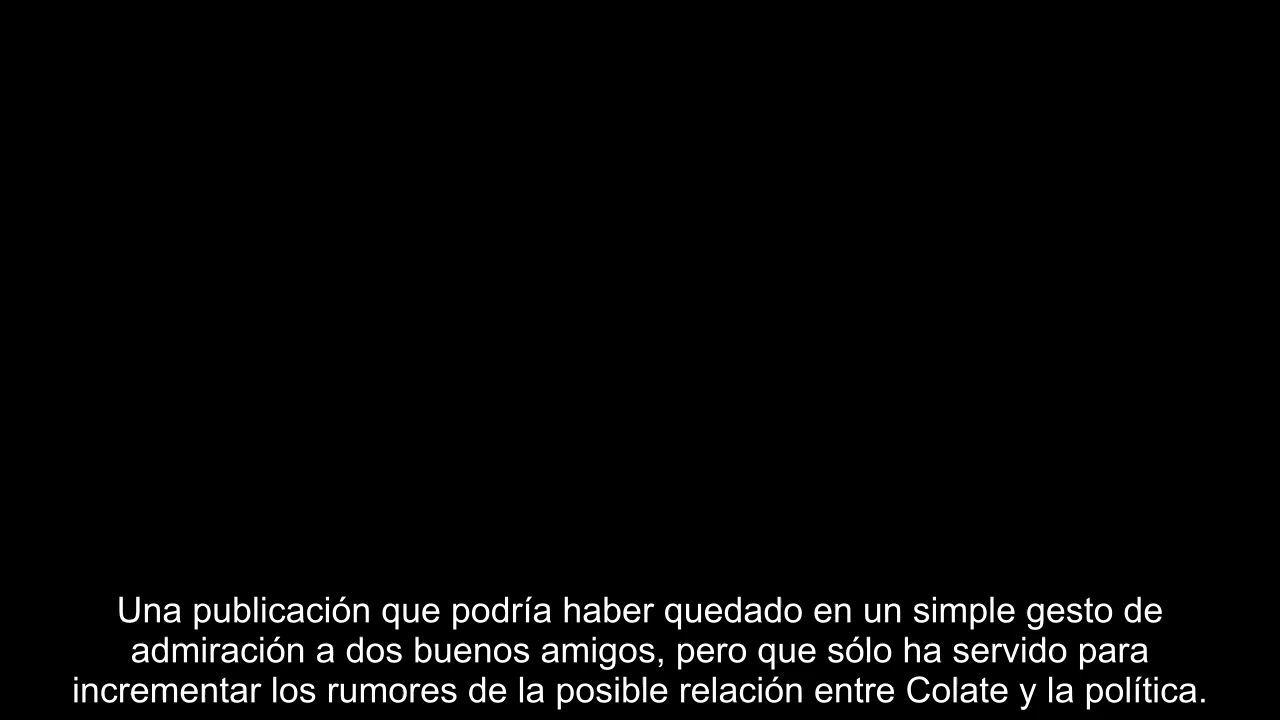 Una publicación que podría haber quedado en un simple gesto de
admiración a dos buenos amigos, pero que sólo ha servido para
incrementar los rumores de la posible relación entre Colate y la política.